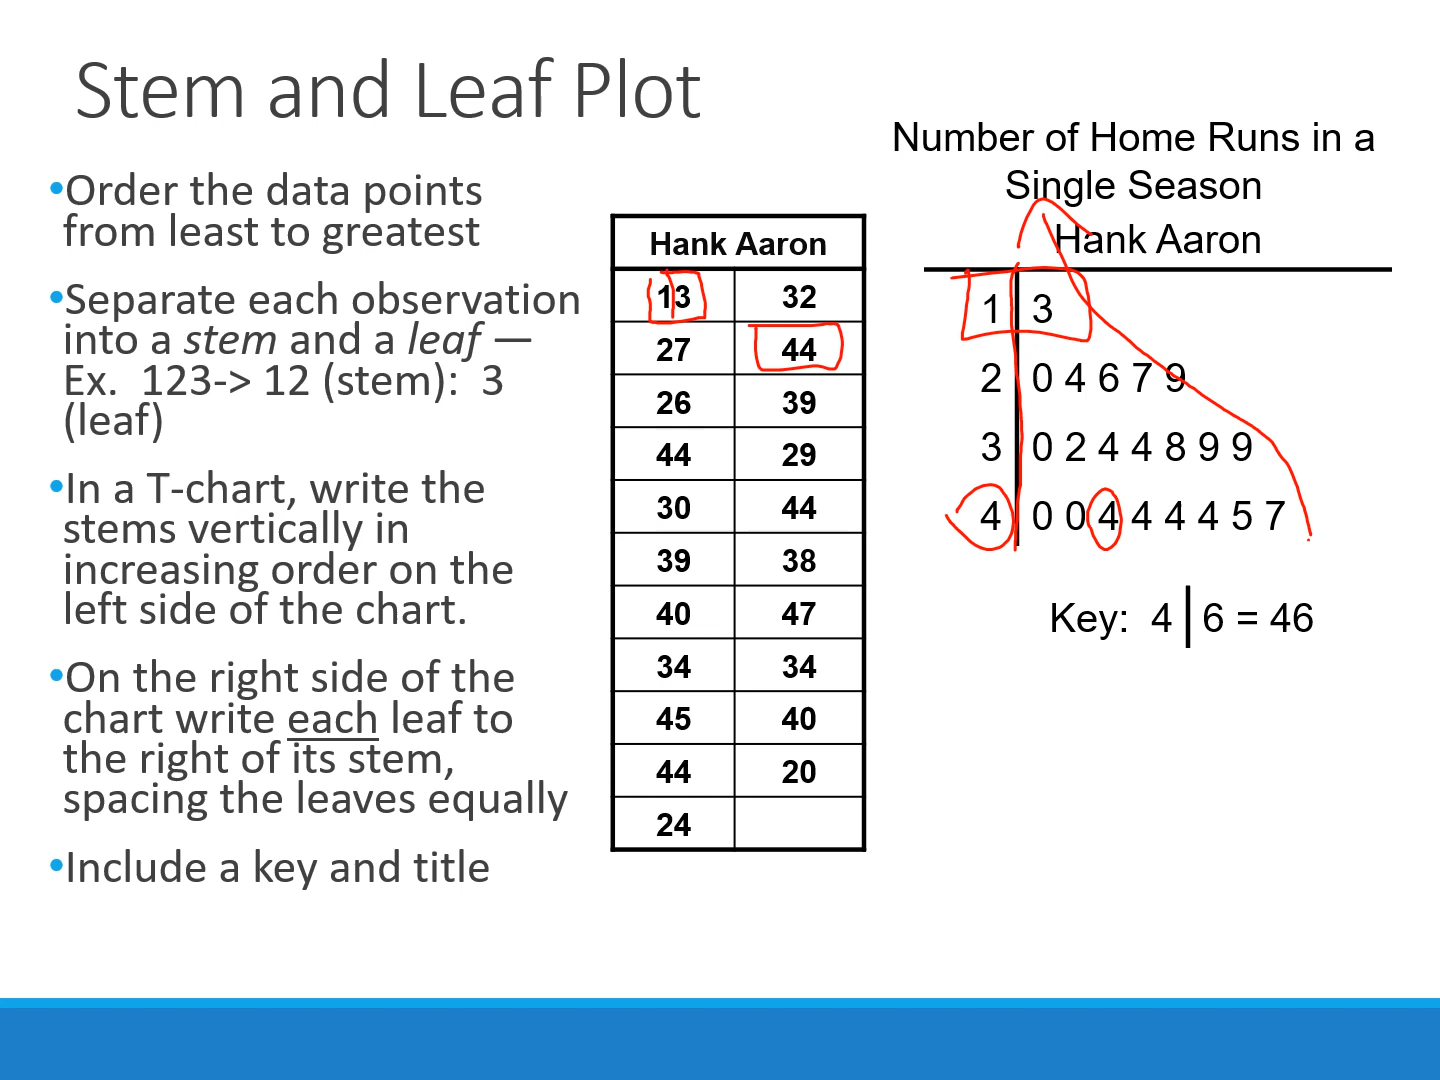 Stem and Leaf Plot
•Order the data points
from least to greatest
•Separate each observation
into a stem and a leaf —
Ex.  123-> 12 (stem):  3
(leaf)
•In a T-chart, write the
stems vertically in
increasing order on the
left side of the chart.
•On the right side of the
chart write each leaf to
the right of its stem,
spacing the leaves equally
•Include a key and title
Hank Aaron
13 32
27 44
26 39
44 29
30 44
39 38
40 47
34 34
45 40
44 20
24
Number of Home Runs in a
Single Season
Hank Aaron
1 3
2 0 4 6 7 9
3 0 2 4 4 8 9 9
4 0 0 4 4 4 4 5 7
Key:  4 | 6 = 46